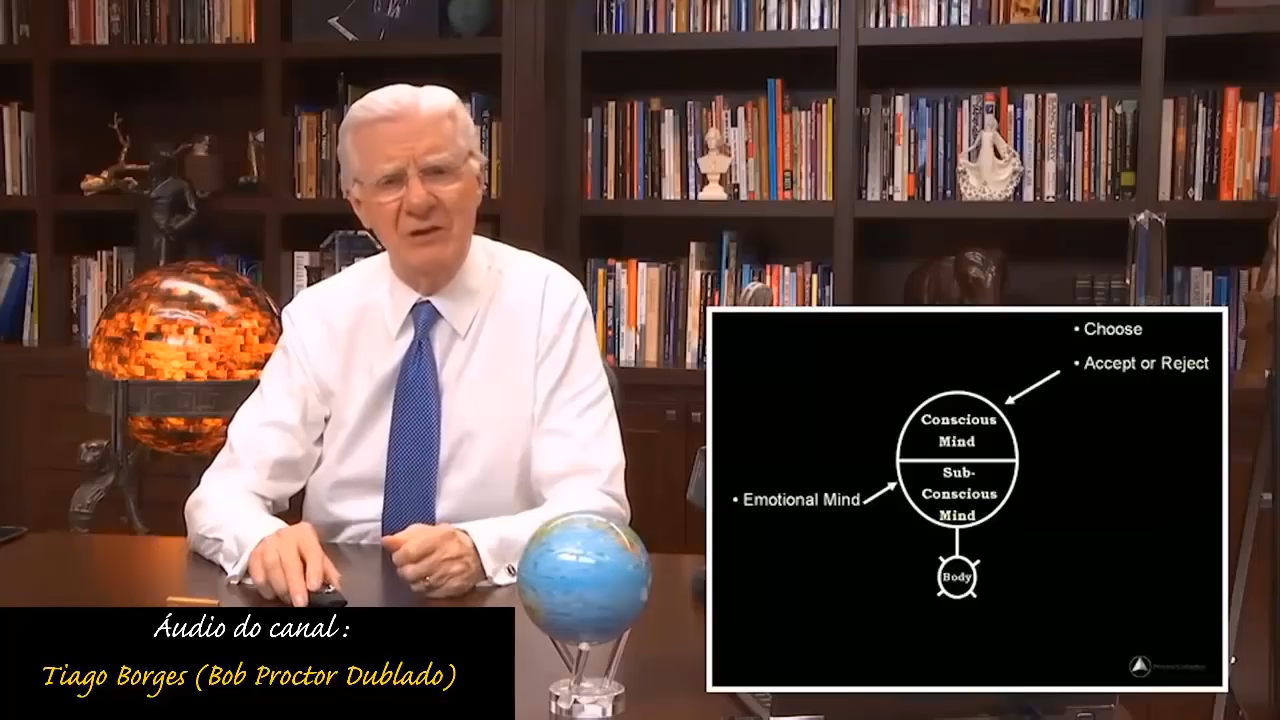 • Choose
• Accept or Reject
Conscious
Mind
Sub-
Conscious
Mind
• Emotional Mind
Body
Áudio do canal :
Tiago Borges (Bob Proctor Dublado)